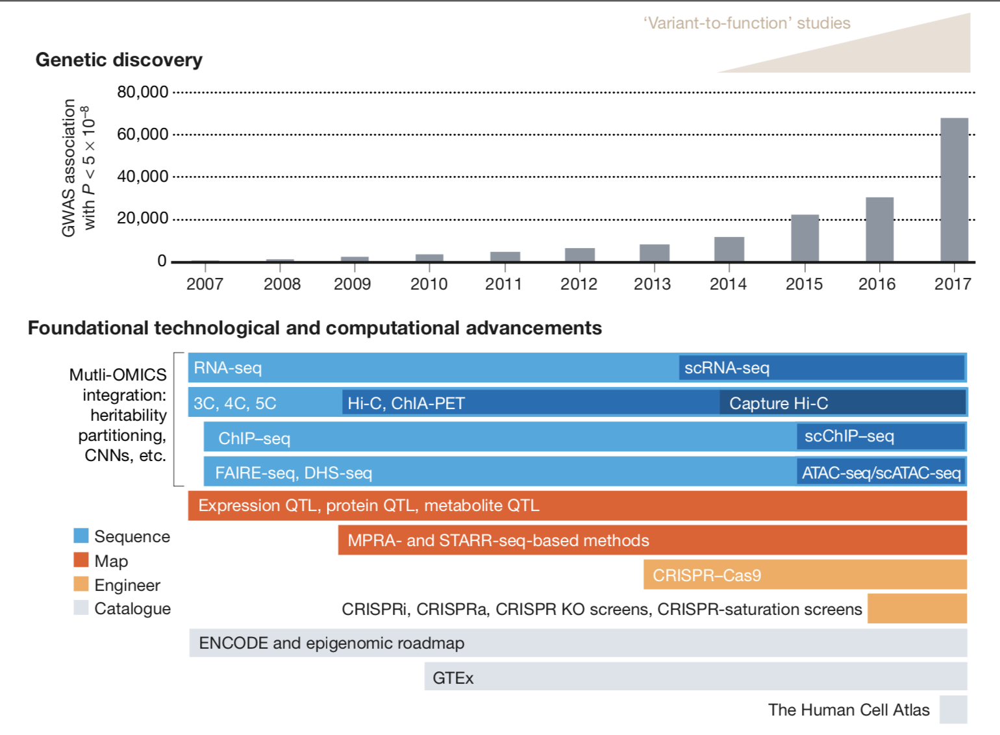 ‘Variant-to-function’ studies
Genetic discovery
GWAS association
with P < 5 × 10⁻⁸
80,000
60,000
40,000
20,000
0
2007 2008 2009 2010 2011 2012 2013 2014 2015 2016 2017
Foundational technological and computational advancements
Mutli-OMICS
integration:
heritability
partitioning,
CNNs, etc.
RNA-seq scRNA-seq
3C, 4C, 5C Hi-C, ChIA-PET Capture Hi-C
ChIP–seq scChIP–seq
FAIRE-seq, DHS-seq ATAC-seq/scATAC-seq
Expression QTL, protein QTL, metabolite QTL
MPRA- and STARR-seq-based methods
CRISPR–Cas9
CRISPRi, CRISPRa, CRISPR KO screens, CRISPR-saturation screens
ENCODE and epigenomic roadmap
GTEx
The Human Cell Atlas
Sequence
Map
Engineer
Catalogue